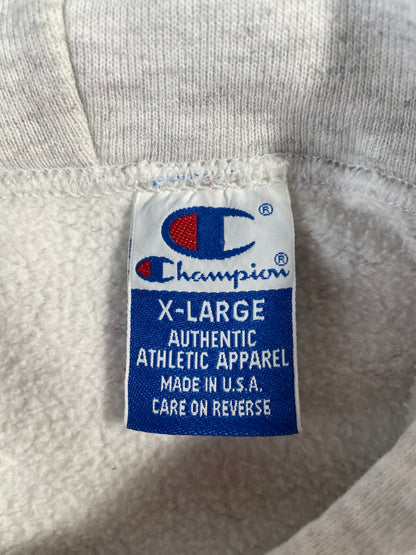 ®
Champion®
X-LARGE
AUTHENTIC
ATHLETIC APPAREL
MADE IN U.S.A.
CARE ON REVERSE